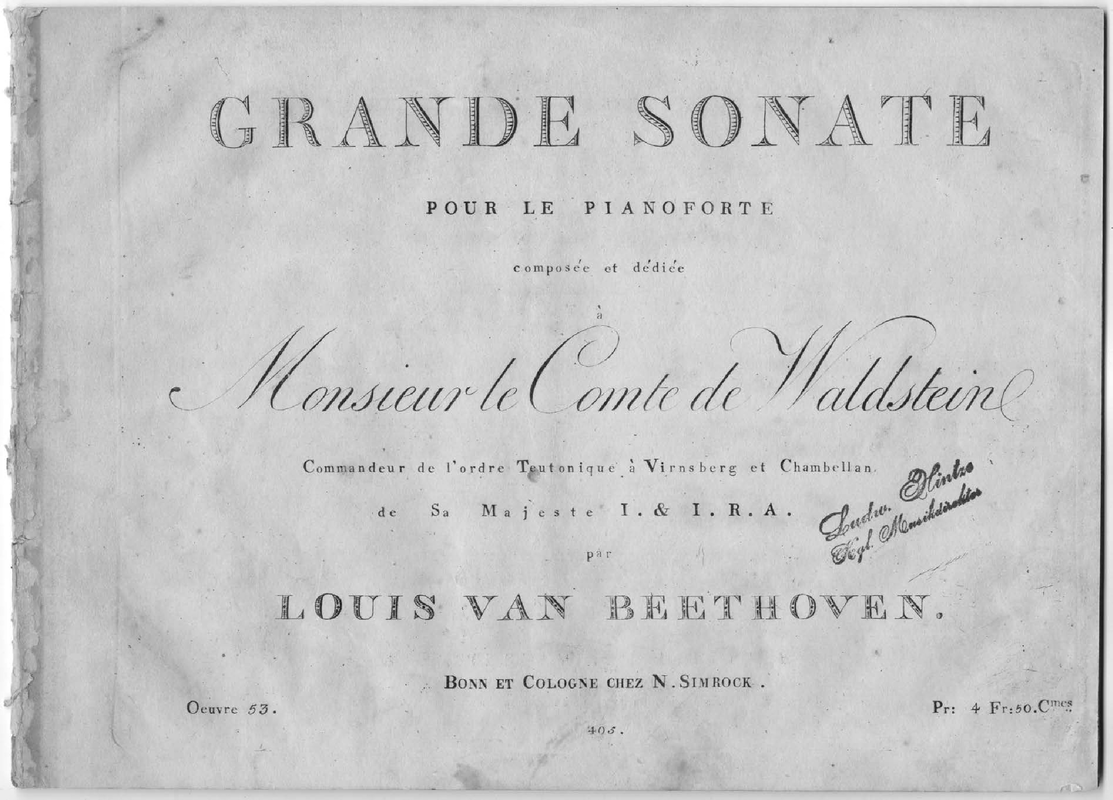 GRANDE SONATE
POUR LE PIANOFORTE
composée et dédiée
à
Monsieur le Comte de Waldstein
Commandeur de l'ordre Teutonique à Virnsberg et Chambellan.
de Sa Majeste I. & I. R. A.
par
LOUIS VAN BEETHOVEN.
Ludw. Hintze
Kgl. Musikdirektor
BONN ET COLOGNE CHEZ N. SIMROCK.
Oeuvre 53.
Pr: 4 Fr: 50. Cmes